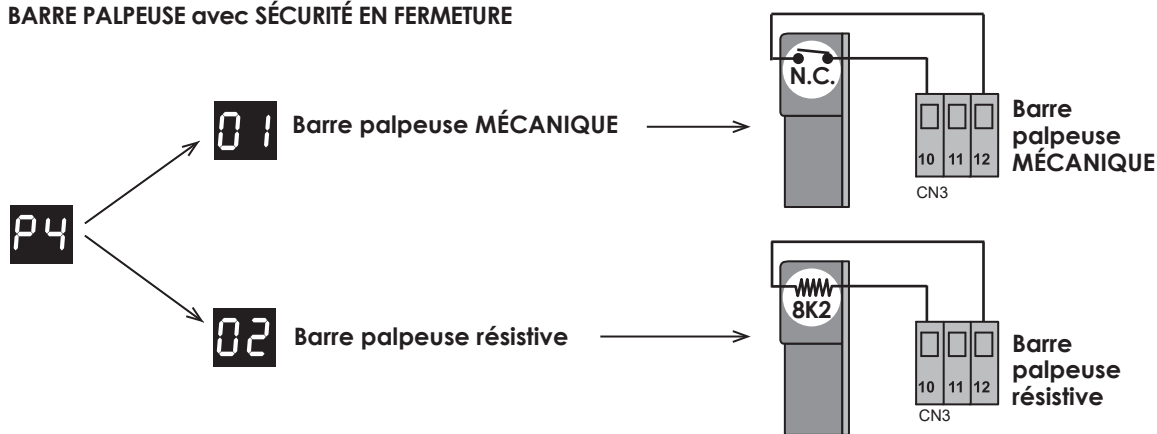 BARRE PALPEUSE avec SÉCURITÉ EN FERMETURE
P4
01
Barre palpeuse MÉCANIQUE
N.C.
10 11 12
CN3
Barre
palpeuse
MÉCANIQUE
02
Barre palpeuse résistive
8K2
10 11 12
CN3
Barre
palpeuse
résistive